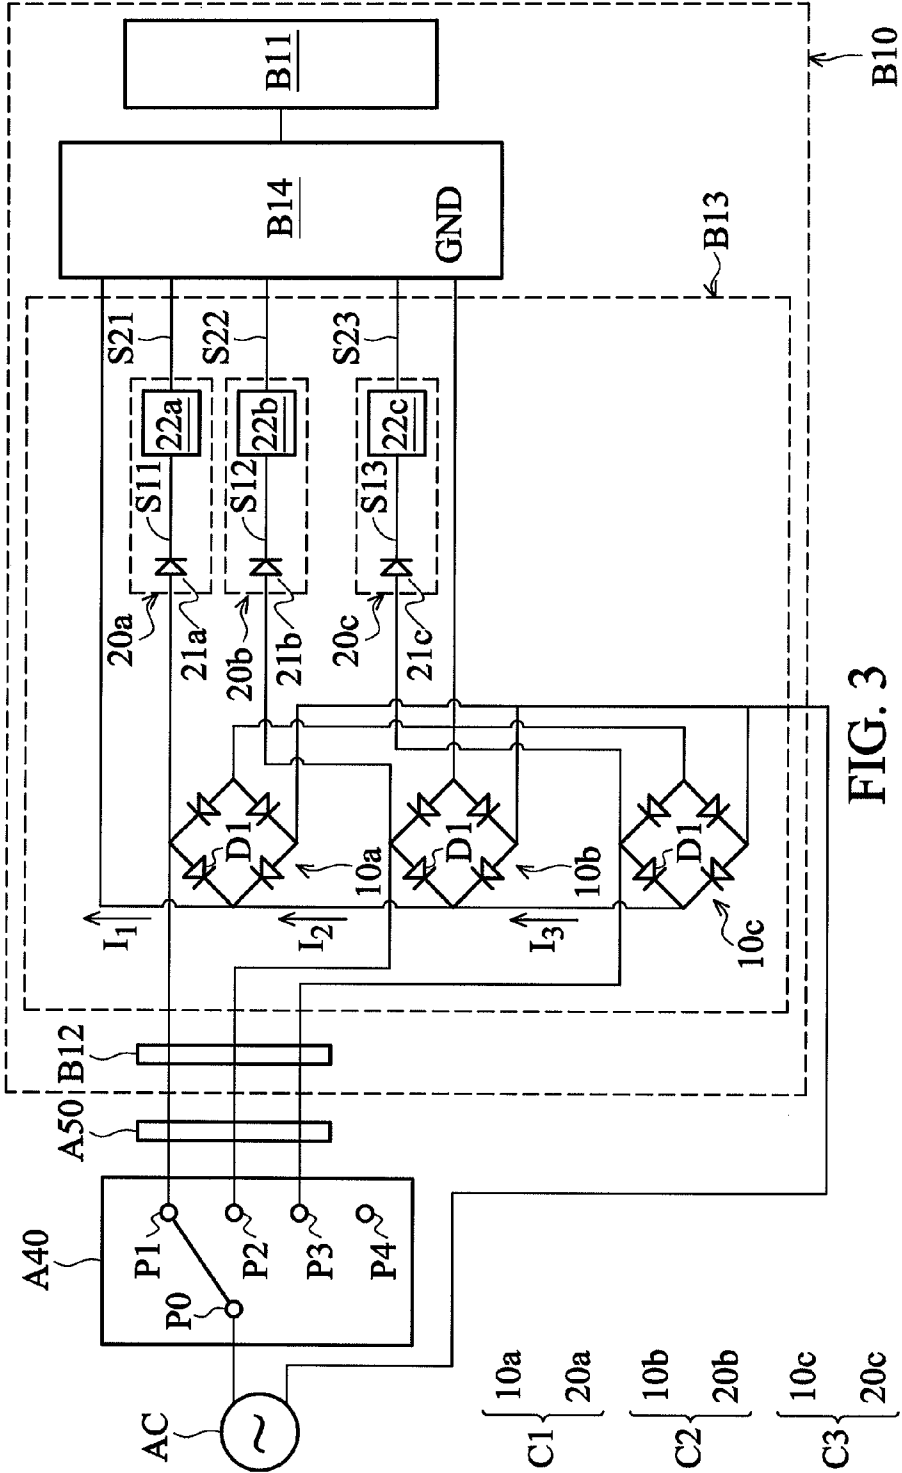 B11
B14
GND
B10
B13
S21
S22
S23
22a
22b
22c
S11
S12
S13
20a
21a
20b
21b
20c
21c
D1
10a
D1
10b
D1
10c
I1
I2
I3
B12
A50
A40
P1
P2
P3
P4
P0
AC
~
C1 { 10a
20a
C2 { 10b
20b
C3 { 10c
20c
FIG. 3